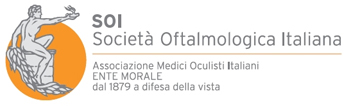 SOI
Società Oftalmologica Italiana
Associazione Medici Oculisti Italiani
ENTE MORALE
dal 1879 a difesa della vista